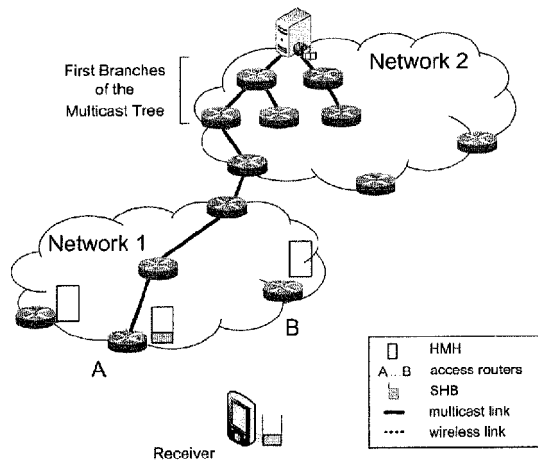 First Branches
of the
Multicast Tree
Network 2
Network 1
A
B
Receiver
HMH
A... B access routers
SHB
multicast link
wireless link